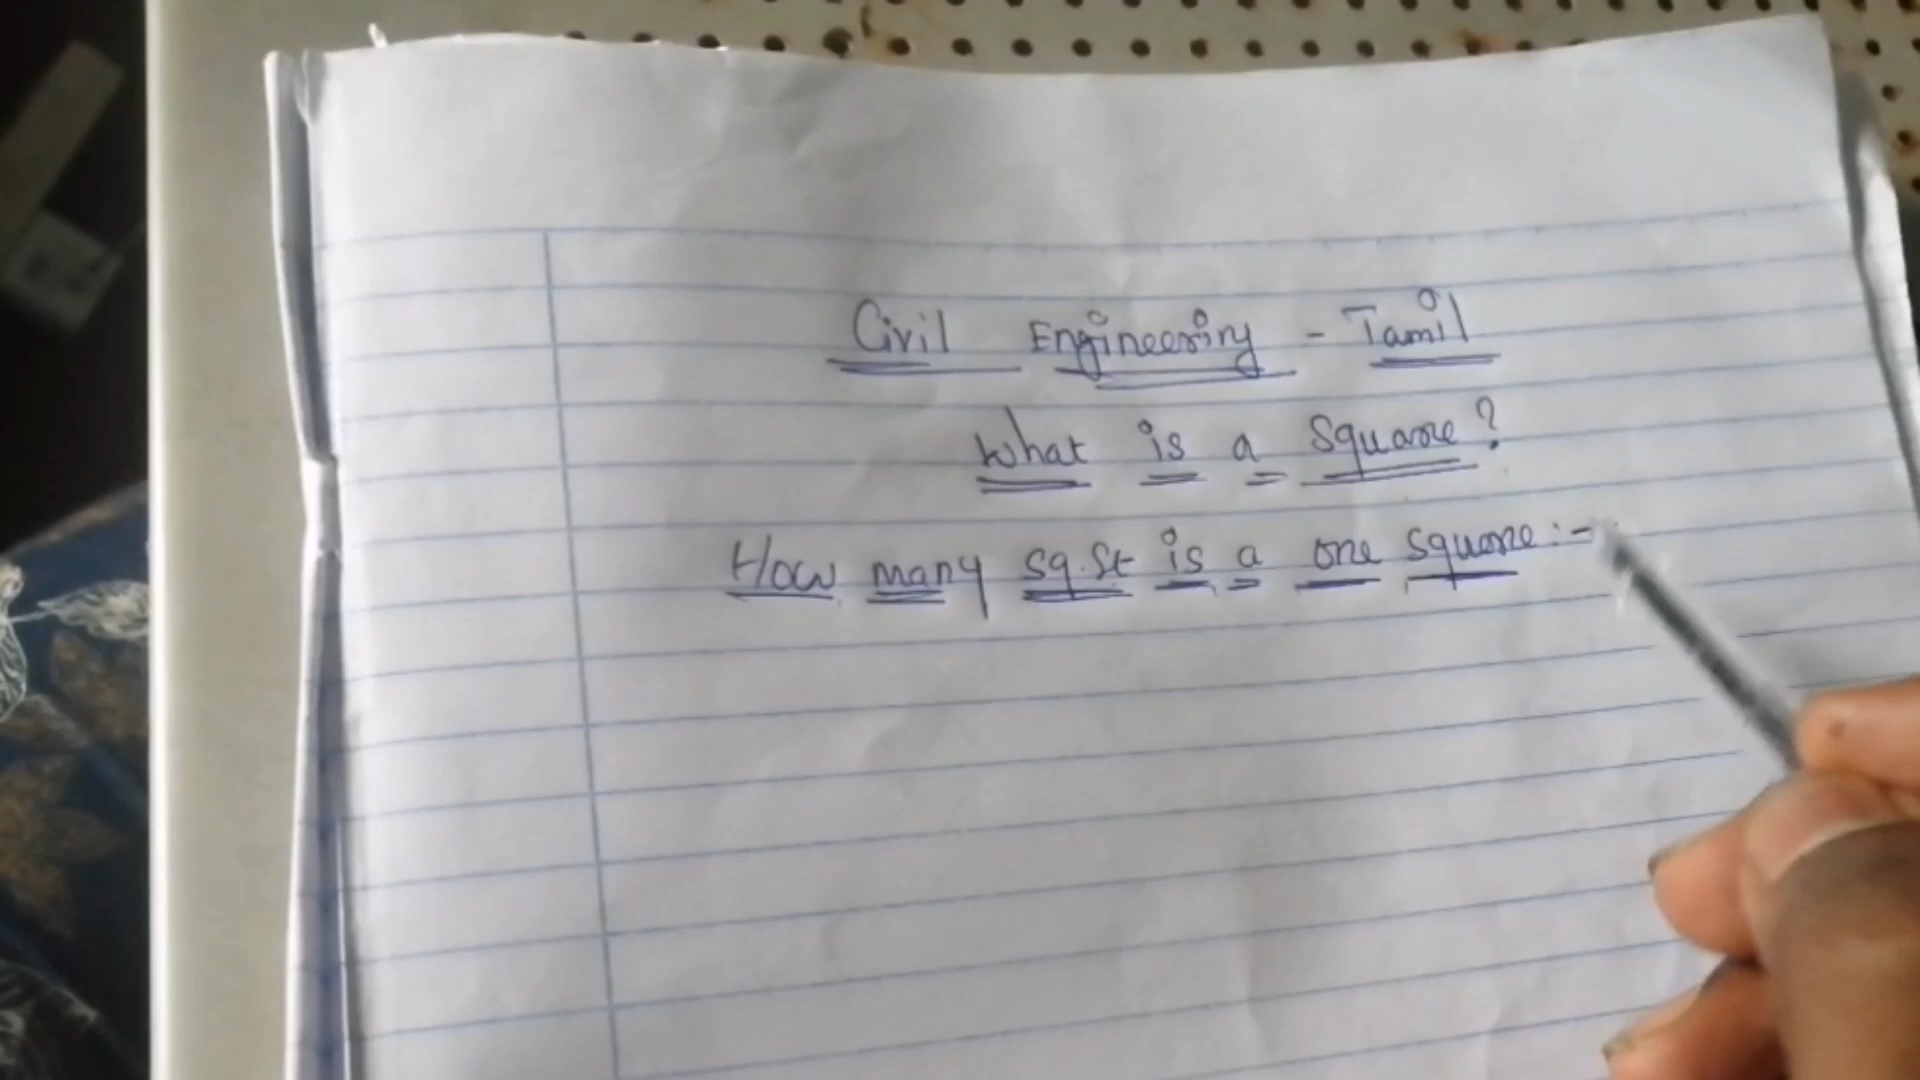 Civil Engineering - Tamil
What is a Square?
How many sq.ft is a one square:-